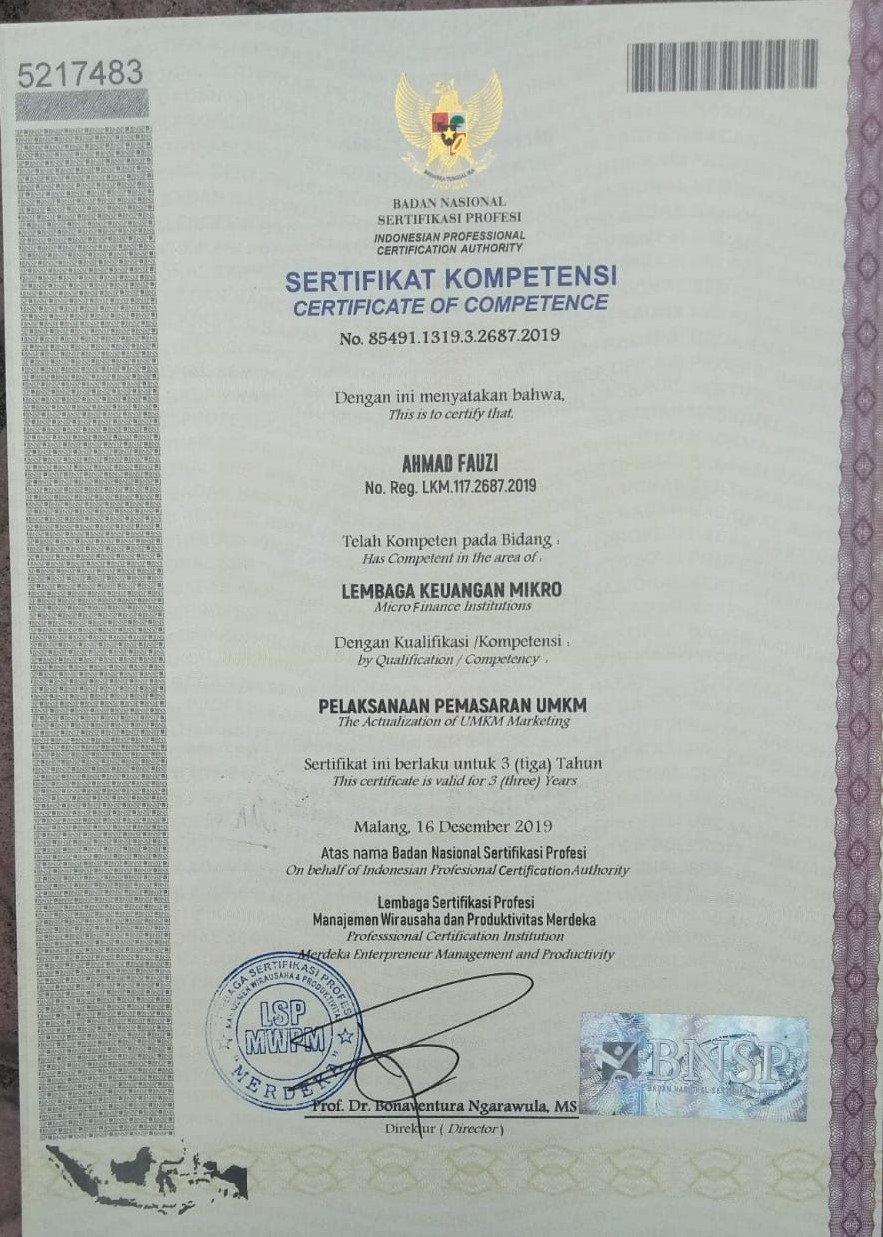 5217483
BADAN NASIONAL
SERTIFIKASI PROFESI
INDONESIAN PROFESSIONAL
CERTIFICATION AUTHORITY
SERTIFIKAT KOMPETENSI
CERTIFICATE OF COMPETENCE
No. 85491.1319.3.2687.2019
Dengan ini menyatakan bahwa,
This is to certify that,
AHMAD FAUZI
No. Reg. LKM.117.2687.2019
Telah Kompeten pada Bidang :
Has Competent in the area of :
LEMBAGA KEUANGAN MIKRO
Micro Finance Institutions
Dengan Kualifikasi /Kompetensi :
by Qualification / Competency :
PELAKSANAAN PEMASARAN UMKM
The Actualization of UMKM Marketing
Sertifikat ini berlaku untuk 3 (tiga) Tahun
This certificate is valid for 3 (three) Years
Malang, 16 Desember 2019
Atas nama Badan Nasional Sertifikasi Profesi
On behalf of Indonesian Profesional Certification Authority
Lembaga Sertifikasi Profesi
Manajemen Wirausaha dan Produktivitas Merdeka
Professsional Certification Institution
Merdeka Enterpreneur Management and Productivity
LEMBAGA SERTIFIKASI PROFESI
MANAJEMEN WIRAUSAHA & PRODUKTIVITAS
LSP
MWPM
"MERDEKA"
BNSP
BADAN NASIONAL SERTIFIKASI
Prof. Dr. Bonaventura Ngarawula, MS
Direktur ( Director )